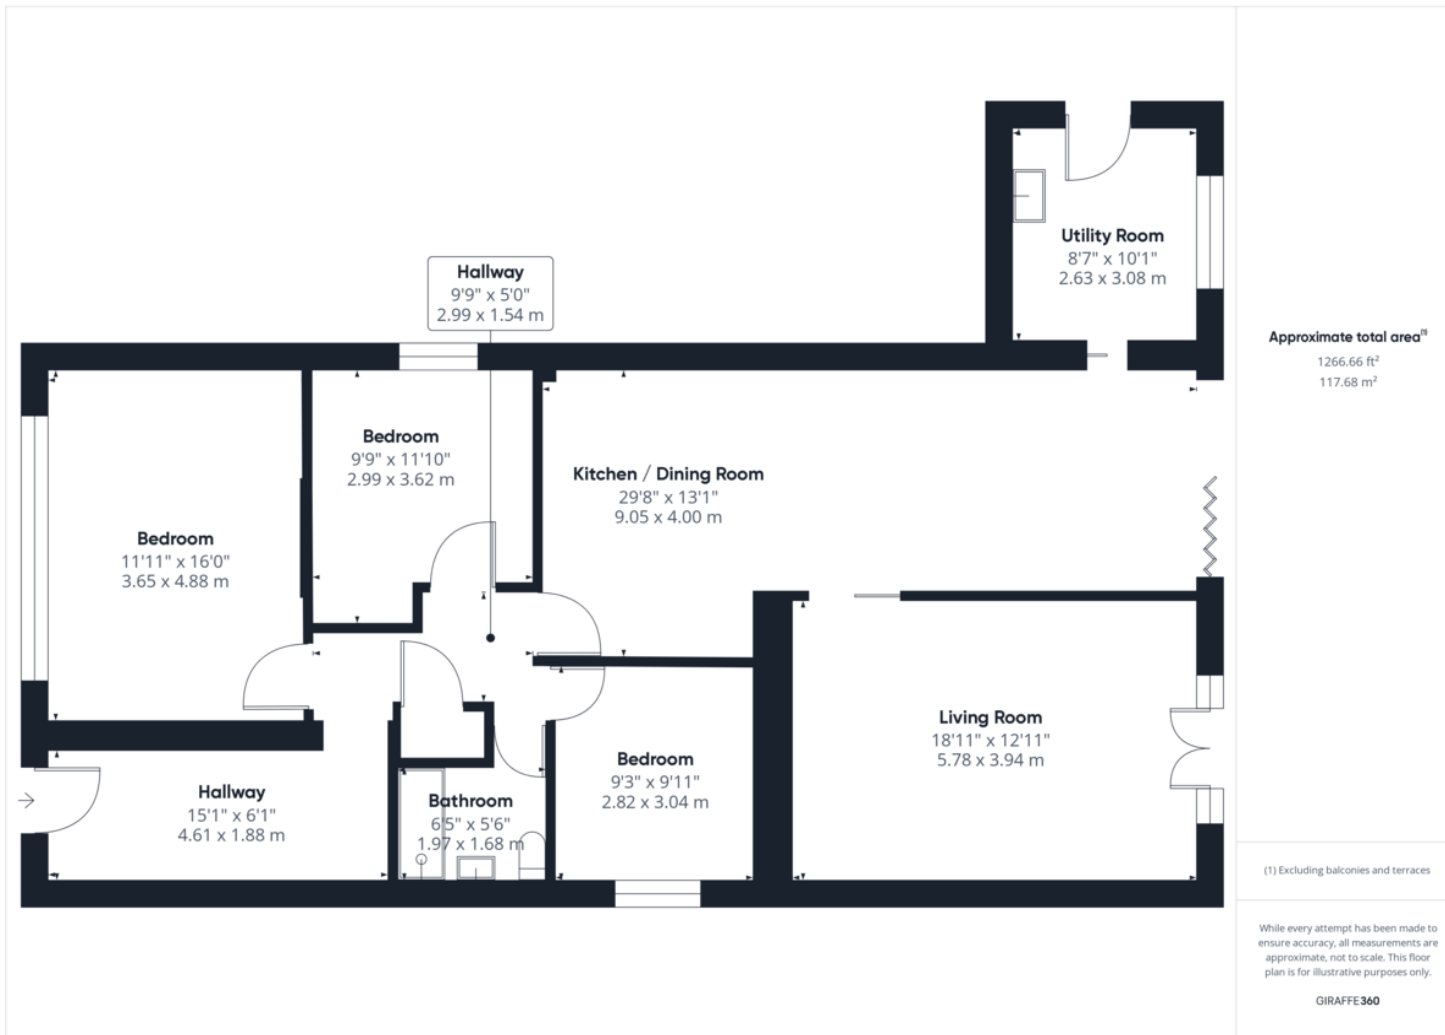 Utility Room
8'7" x 10'1"
2.63 x 3.08 m
Hallway
9'9" x 5'0"
2.99 x 1.54 m
Bedroom
9'9" x 11'10"
2.99 x 3.62 m
Kitchen / Dining Room
29'8" x 13'1"
9.05 x 4.00 m
Bedroom
11'11" x 16'0"
3.65 x 4.88 m
Living Room
18'11" x 12'11"
5.78 x 3.94 m
Bedroom
9'3" x 9'11"
2.82 x 3.04 m
Hallway
15'1" x 6'1"
4.61 x 1.88 m
Bathroom
6'5" x 5'6"
1.97 x 1.68 m
Approximate total area(1)
1266.66 ft²
117.68 m²
(1) Excluding balconies and terraces
While every attempt has been made to
ensure accuracy, all measurements are
approximate, not to scale. This floor
plan is for illustrative purposes only.
GIRAFFE360